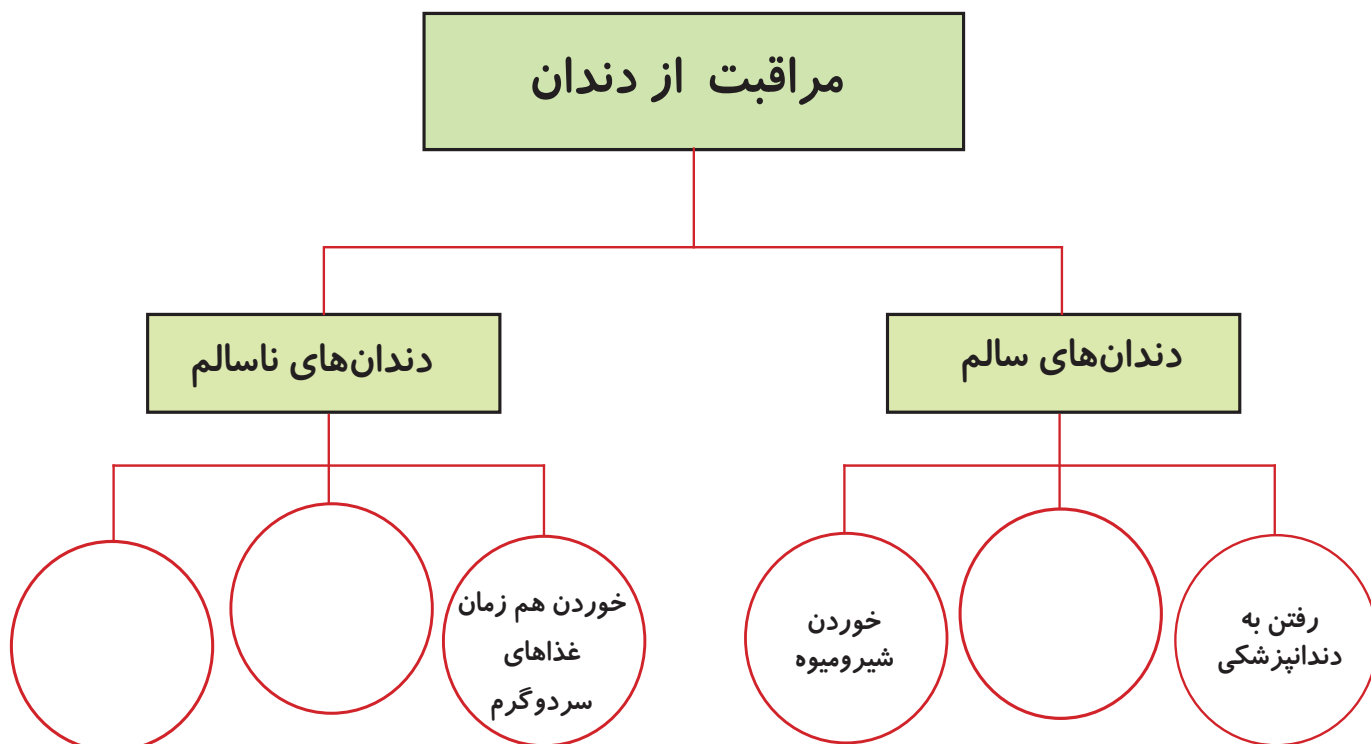 مراقبت از دندان
دندان‌های سالم
دندان‌های ناسالم
رفتن به
دندانپزشکی
خوردن
شیرومیوه
خوردن هم زمان
غذاهای
سردوگرم